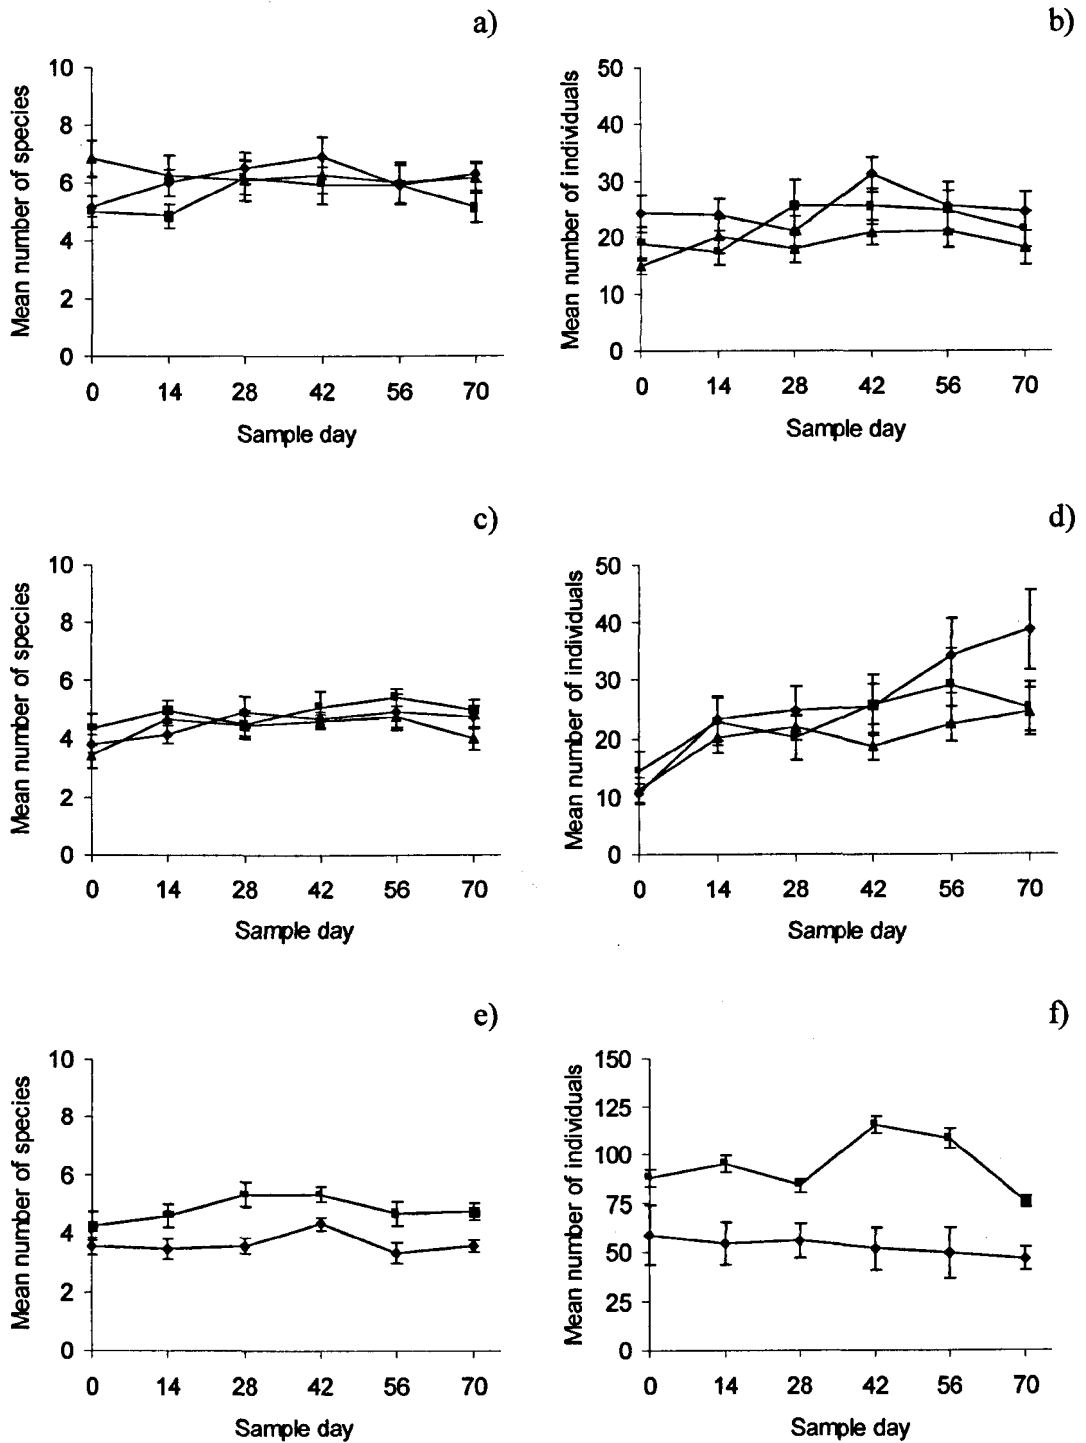 a)
Mean number of species
10
8
6
4
2
0
0 14 28 42 56 70
Sample day
b)
Mean number of individuals
50
40
30
20
10
0
0 14 28 42 56 70
Sample day
c)
Mean number of species
10
8
6
4
2
0
0 14 28 42 56 70
Sample day
d)
Mean number of individuals
50
40
30
20
10
0
0 14 28 42 56 70
Sample day
e)
Mean number of species
10
8
6
4
2
0
0 14 28 42 56 70
Sample day
f)
Mean number of individuals
150
125
100
75
50
25
0
0 14 28 42 56 70
Sample day